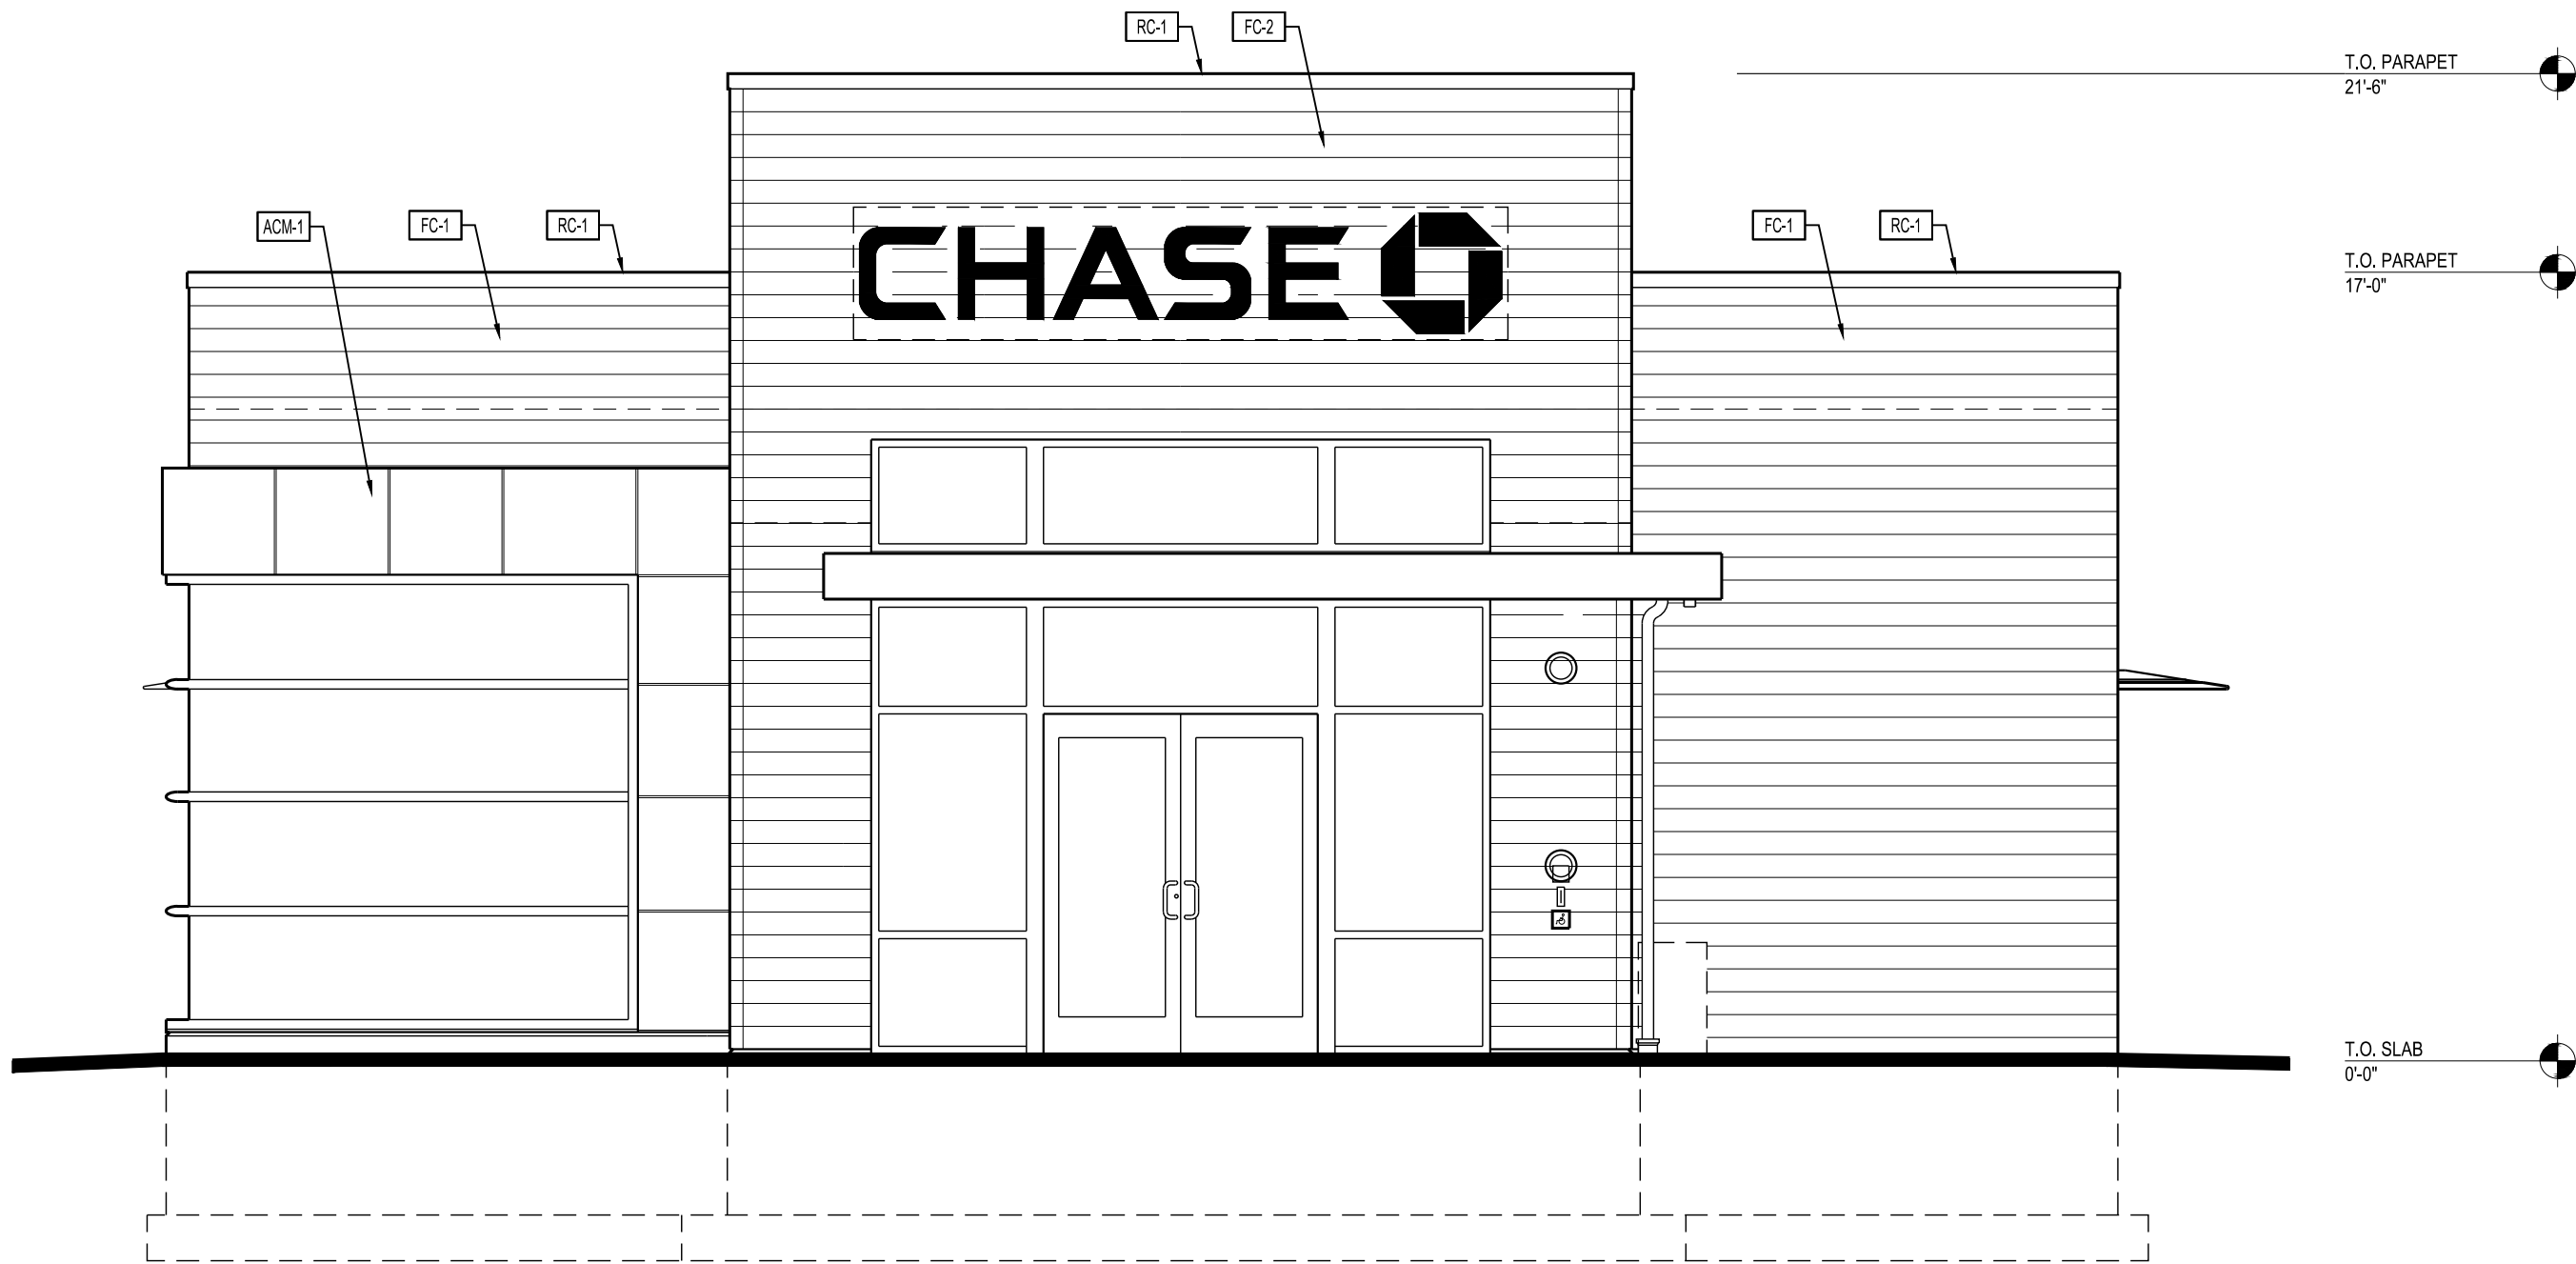 RC-1
FC-2
T.O. PARAPET
21'-6"
ACM-1
FC-1
RC-1
CHASE
FC-1
RC-1
T.O. PARAPET
17'-0"
T.O. SLAB
0'-0"